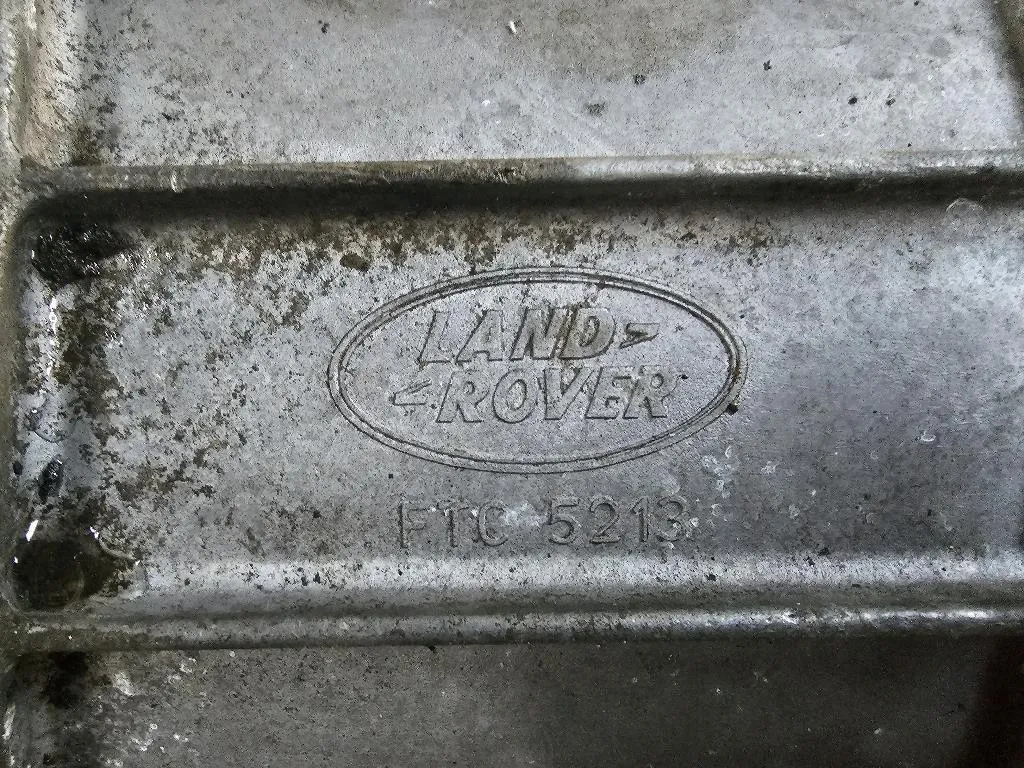 LAND
ROVER
FTC 5213